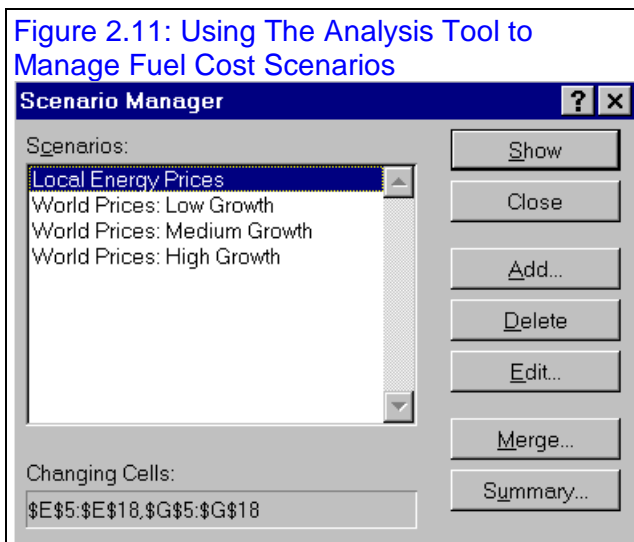 Figure 2.11: Using The Analysis Tool to
Manage Fuel Cost Scenarios
Scenario Manager
Scenarios:
Local Energy Prices
World Prices: Low Growth
World Prices: Medium Growth
World Prices: High Growth
Changing Cells:
$E$5:$E$18,$G$5:$G$18
Show
Close
Add...
Delete
Edit...
Merge...
Summary...